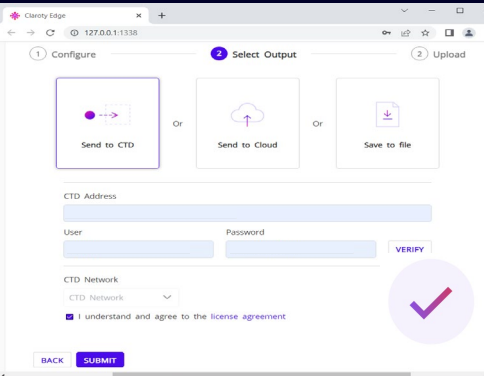 Claroty Edge
127.0.0.1:1338
1 Configure
2 Select Output
2 Upload
Send to CTD
Or
Send to Cloud
Or
Save to file
CTD Address
User
Password
VERIFY
CTD Network
CTD Network
I understand and agree to the license agreement
BACK
SUBMIT